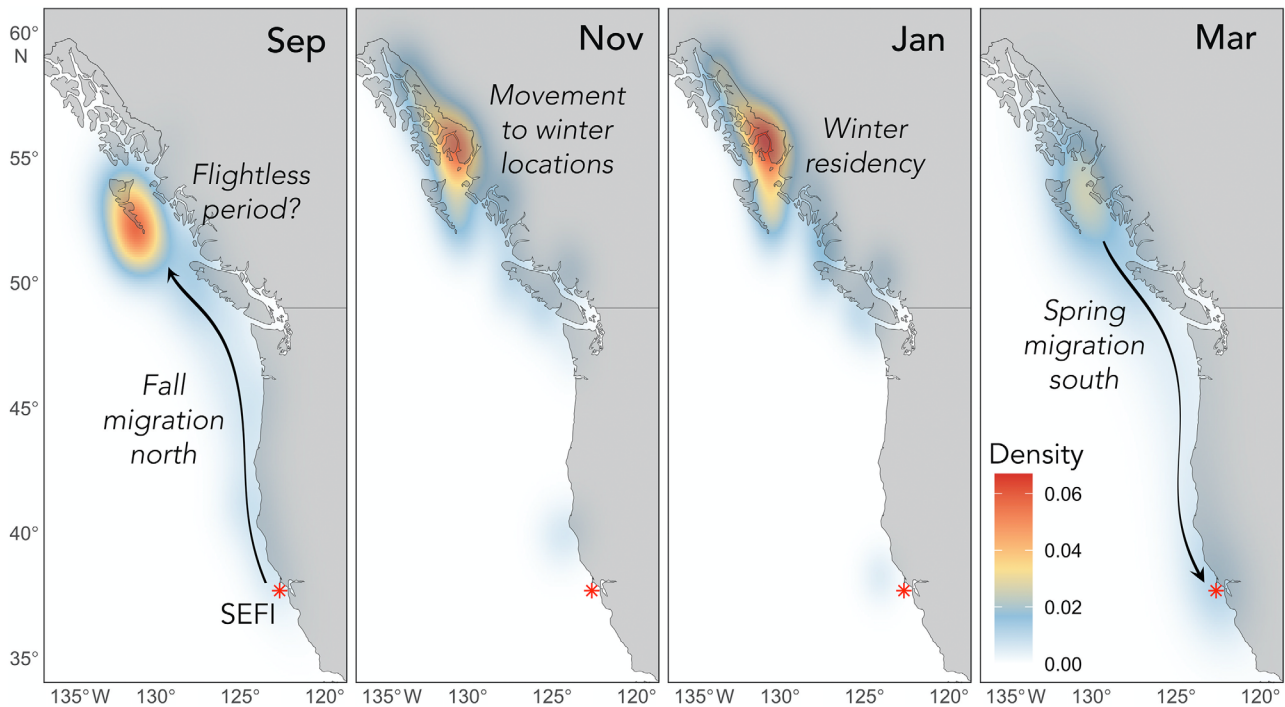 Sep
Nov
Jan
Mar
60°
N
55°
50°
45°
40°
35°
Flightless
period?
Fall
migration
north
SEFI
Movement
to winter
locations
Winter
residency
Spring
migration
south
Density
0.06
0.04
0.02
0.00
135°W 130° 125° 120°
135°W 130° 125° 120°
135°W 130° 125° 120°
135°W 130° 125° 120°